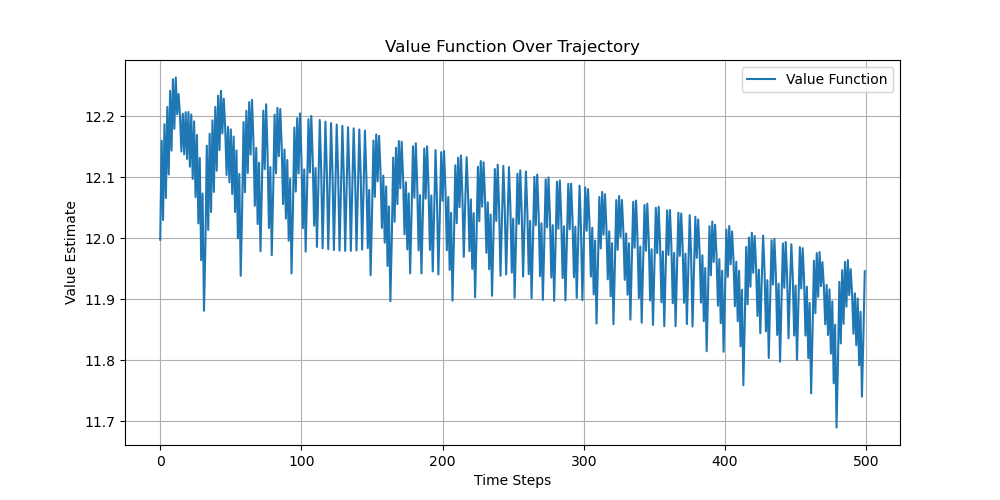 Value Function Over Trajectory
Value Function
Value Estimate
12.2
12.1
12.0
11.9
11.8
11.7
0 100 200 300 400 500
Time Steps